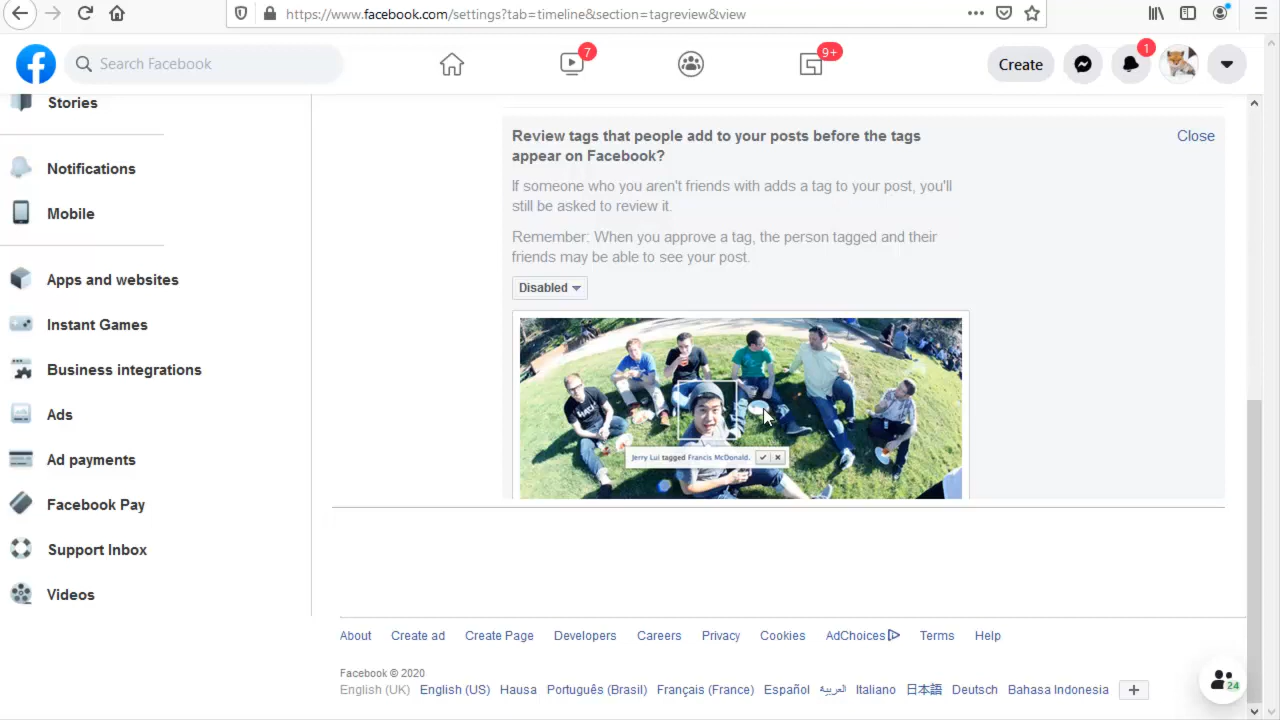 https://www.facebook.com/settings?tab=timeline&section=tagreview&view
Search Facebook
7
9+
Create
1
Stories
Notifications
Mobile
Apps and websites
Instant Games
Business integrations
Ads
Ad payments
Facebook Pay
Support Inbox
Videos
Review tags that people add to your posts before the tags
appear on Facebook?
Close
If someone who you aren't friends with adds a tag to your post, you'll
still be asked to review it.
Remember: When you approve a tag, the person tagged and their
friends may be able to see your post.
Disabled
Jerry Lui tagged Francis McDonald.
About Create ad Create Page Developers Careers Privacy Cookies AdChoices Terms Help
Facebook © 2020
English (UK) English (US) Hausa Português (Brasil) Français (France) Español العربية Italiano 日本語 Deutsch Bahasa Indonesia
24